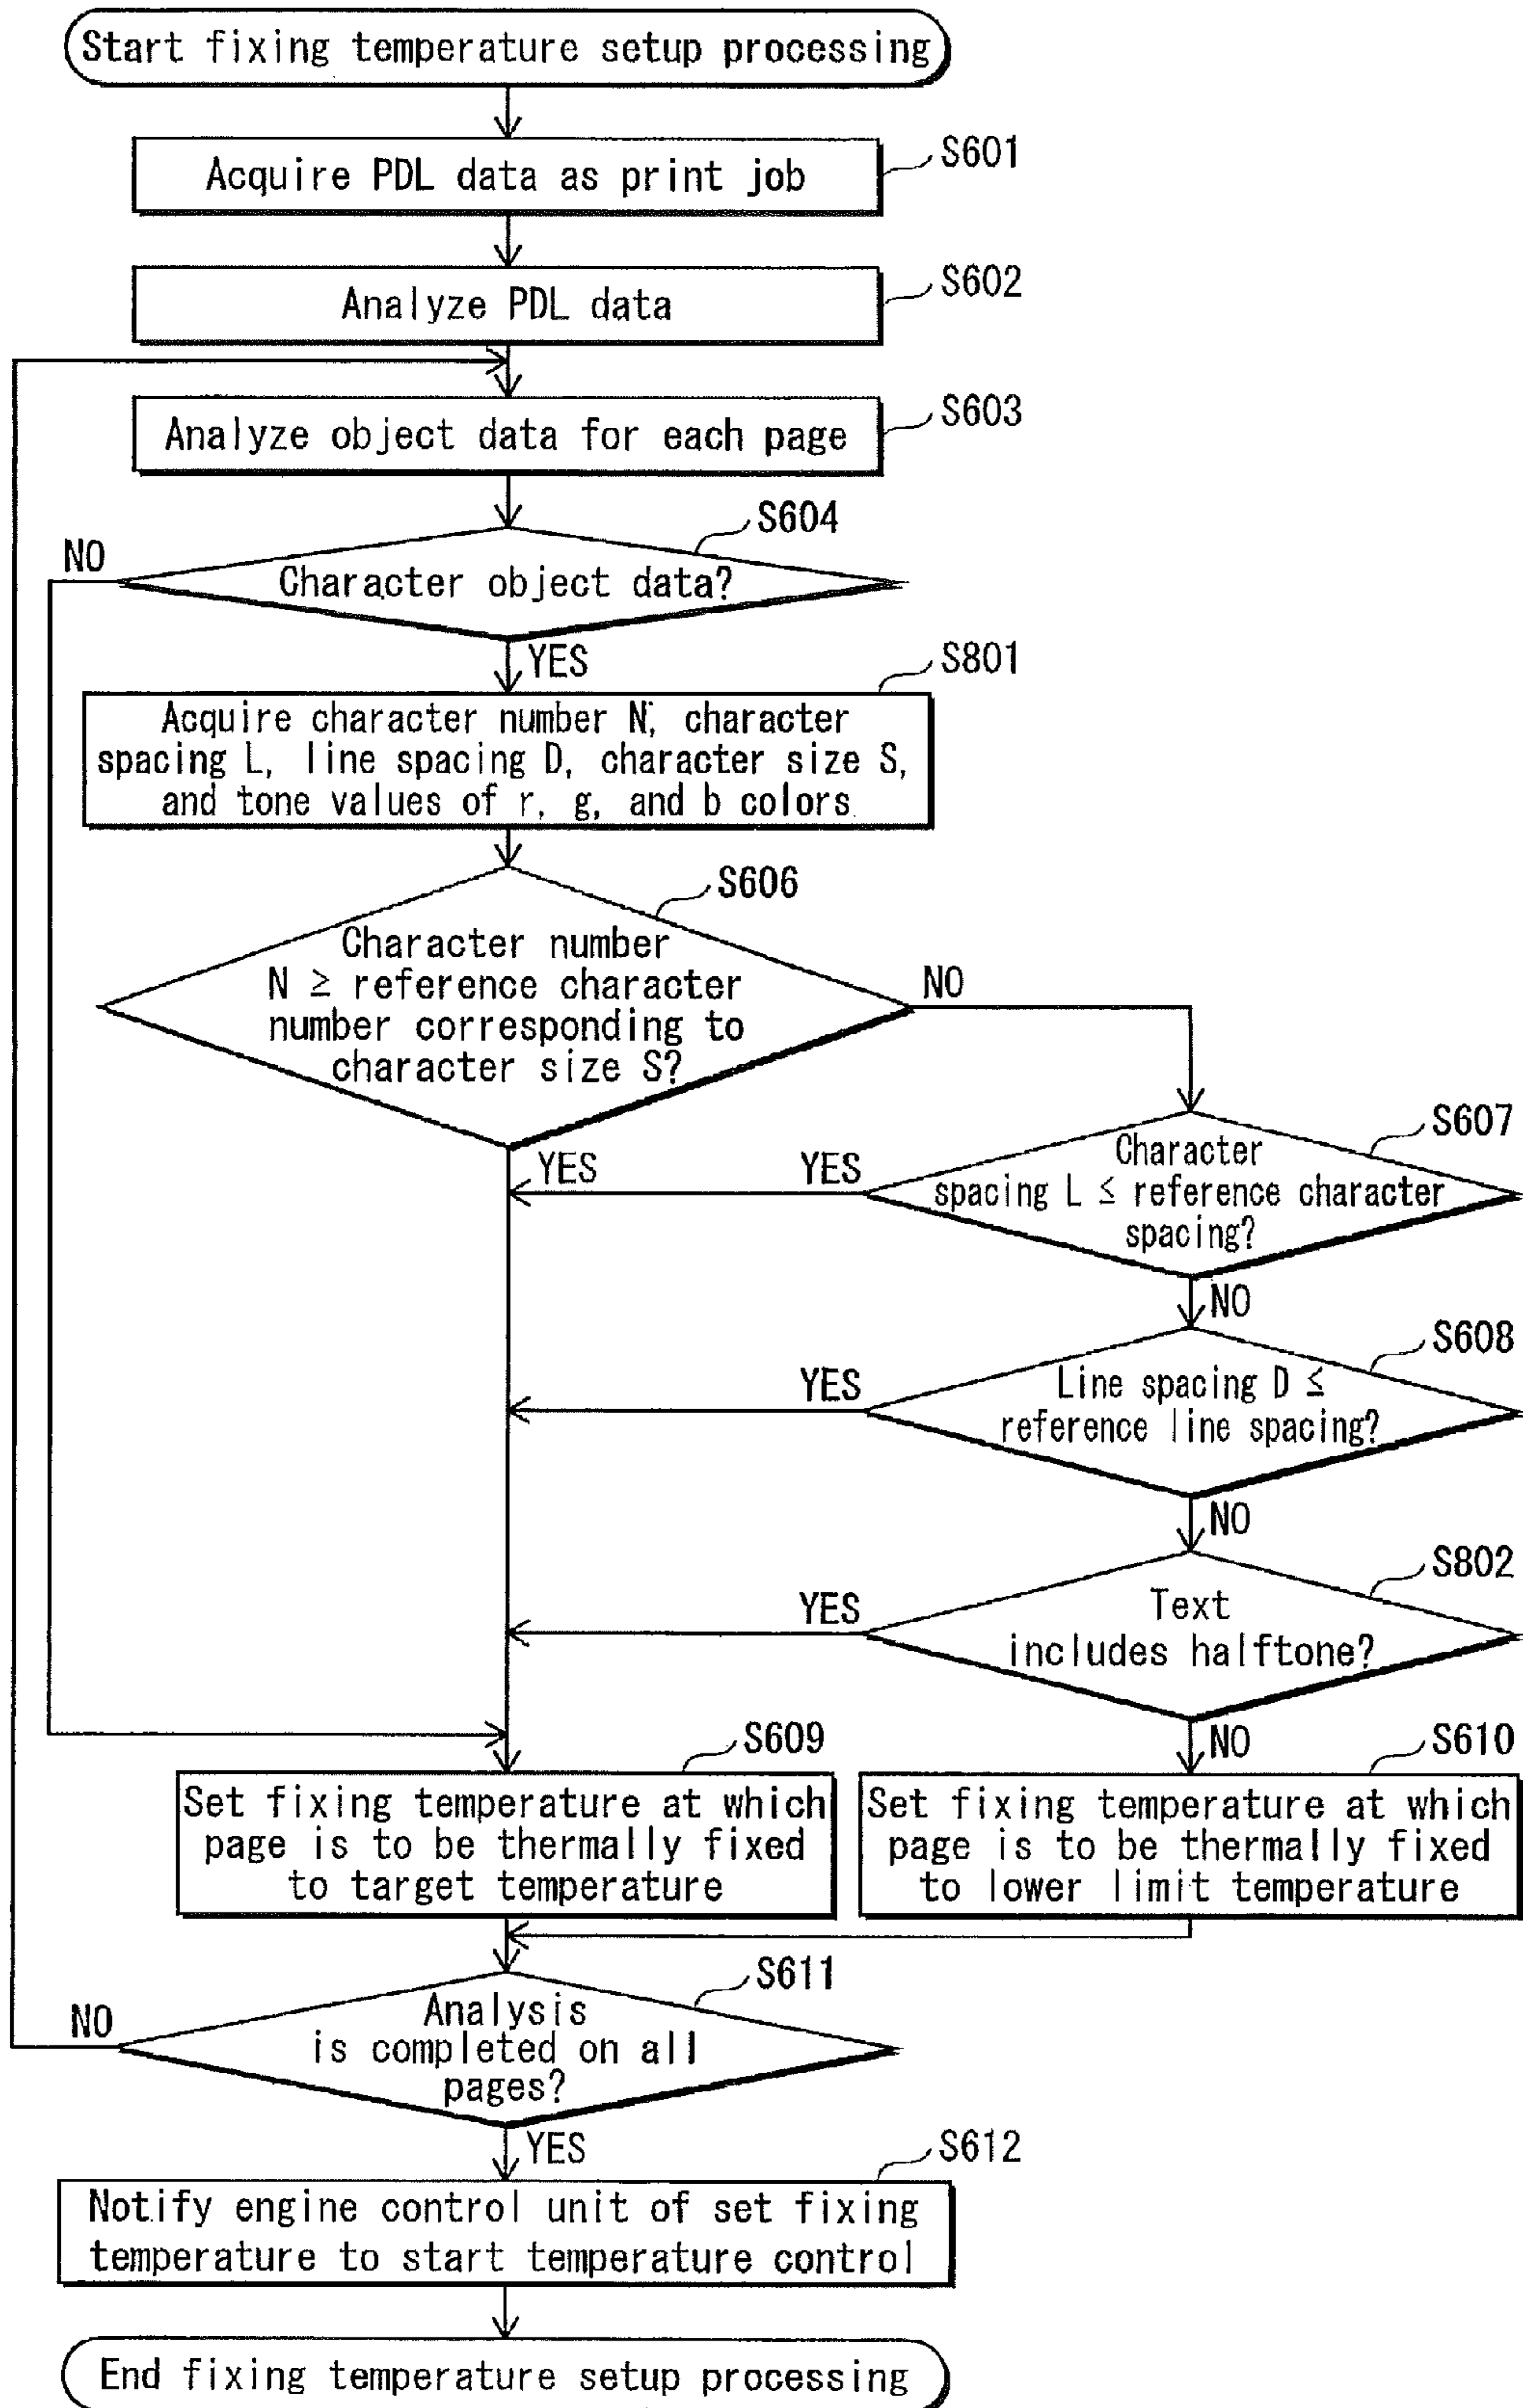 Start fixing temperature setup processing
S601
Acquire PDL data as print job
S602
Analyze PDL data
S603
Analyze object data for each page
S604
NO
Character object data?
YES
S801
Acquire character number N, character
spacing L, line spacing D, character size S,
and tone values of r, g, and b colors
S606
Character number
N ≥ reference character
number corresponding to
character size S?
NO
YES
S607
Character
spacing L ≤ reference character
spacing?
YES
NO
S608
Line spacing D ≤
reference line spacing?
YES
NO
S802
Text
includes halftone?
YES
NO
S609
Set fixing temperature at which
page is to be thermally fixed
to target temperature
S610
Set fixing temperature at which
page is to be thermally fixed
to lower limit temperature
S611
Analysis
is completed on all
pages?
NO
YES
S612
Notify engine control unit of set fixing
temperature to start temperature control
End fixing temperature setup processing